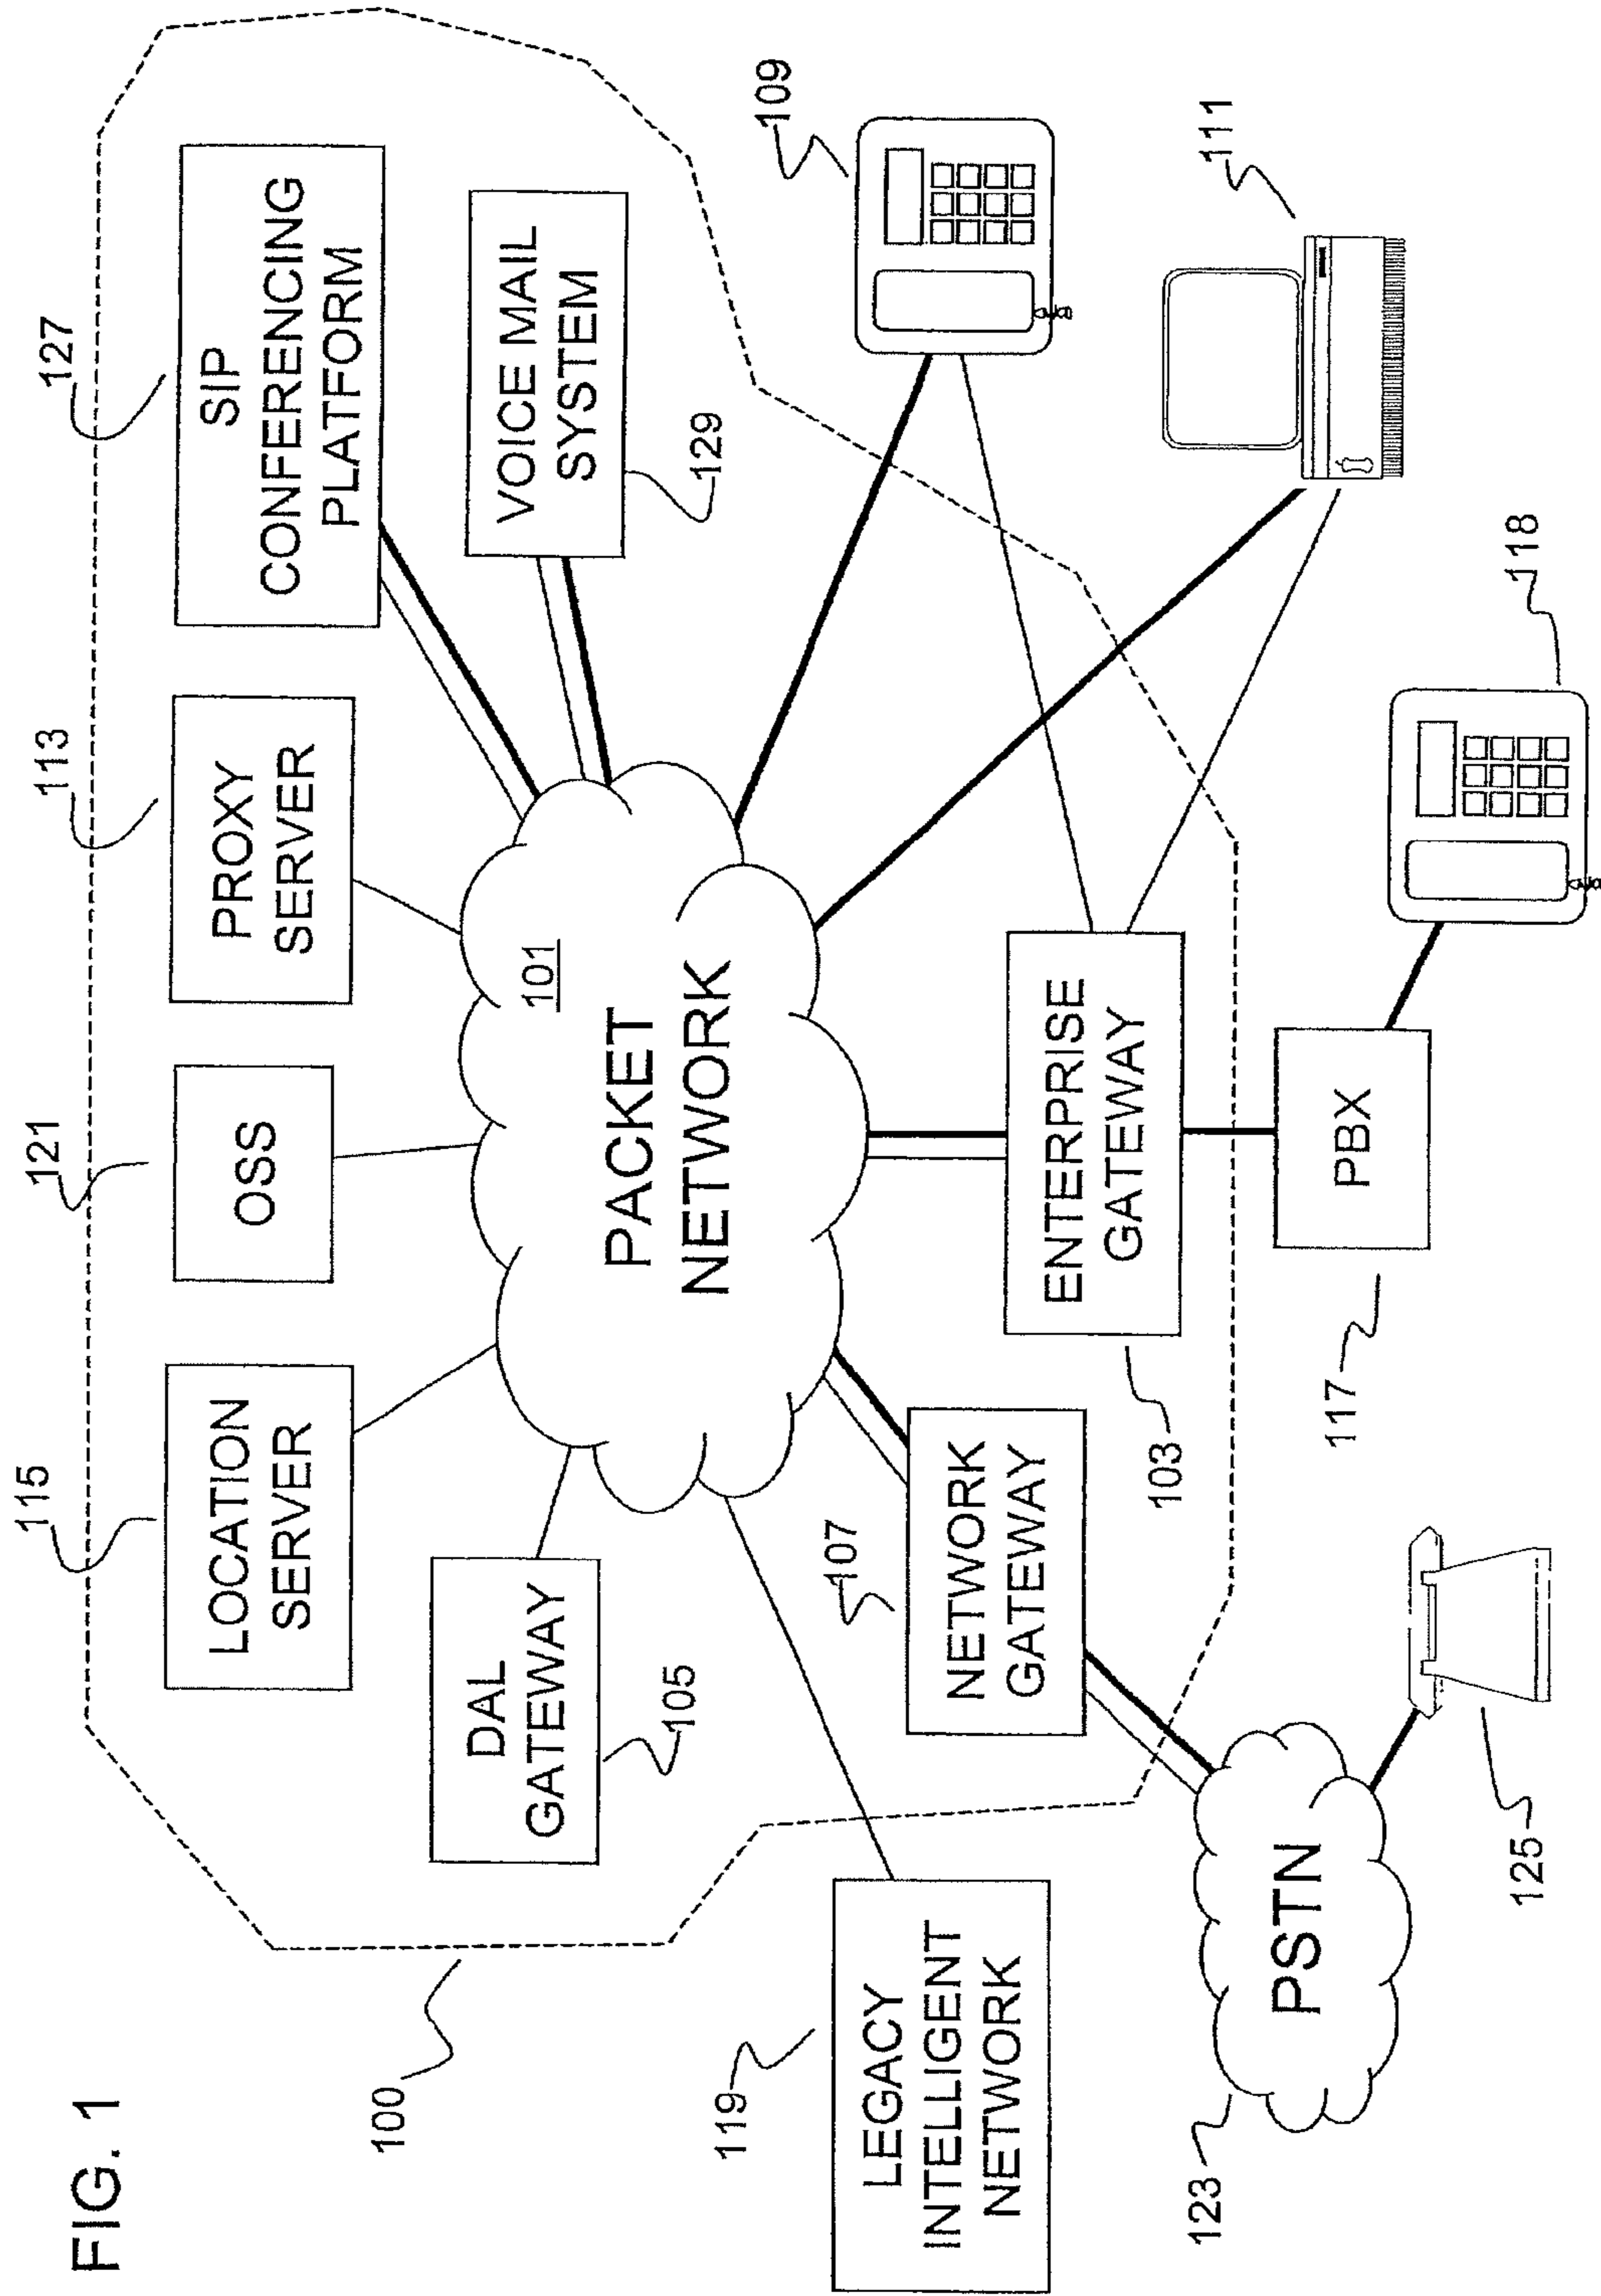 FIG. 1
100
115
121
113
127
LOCATION
SERVER
OSS
PROXY
SERVER
SIP
CONFERENCING
PLATFORM
DAL
GATEWAY
105
101
PACKET
NETWORK
VOICE MAIL
SYSTEM
129
119
LEGACY
INTELLIGENT
NETWORK
107
NETWORK
GATEWAY
109
ENTERPRISE
GATEWAY
103
111
123
PSTN
125
117
PBX
118